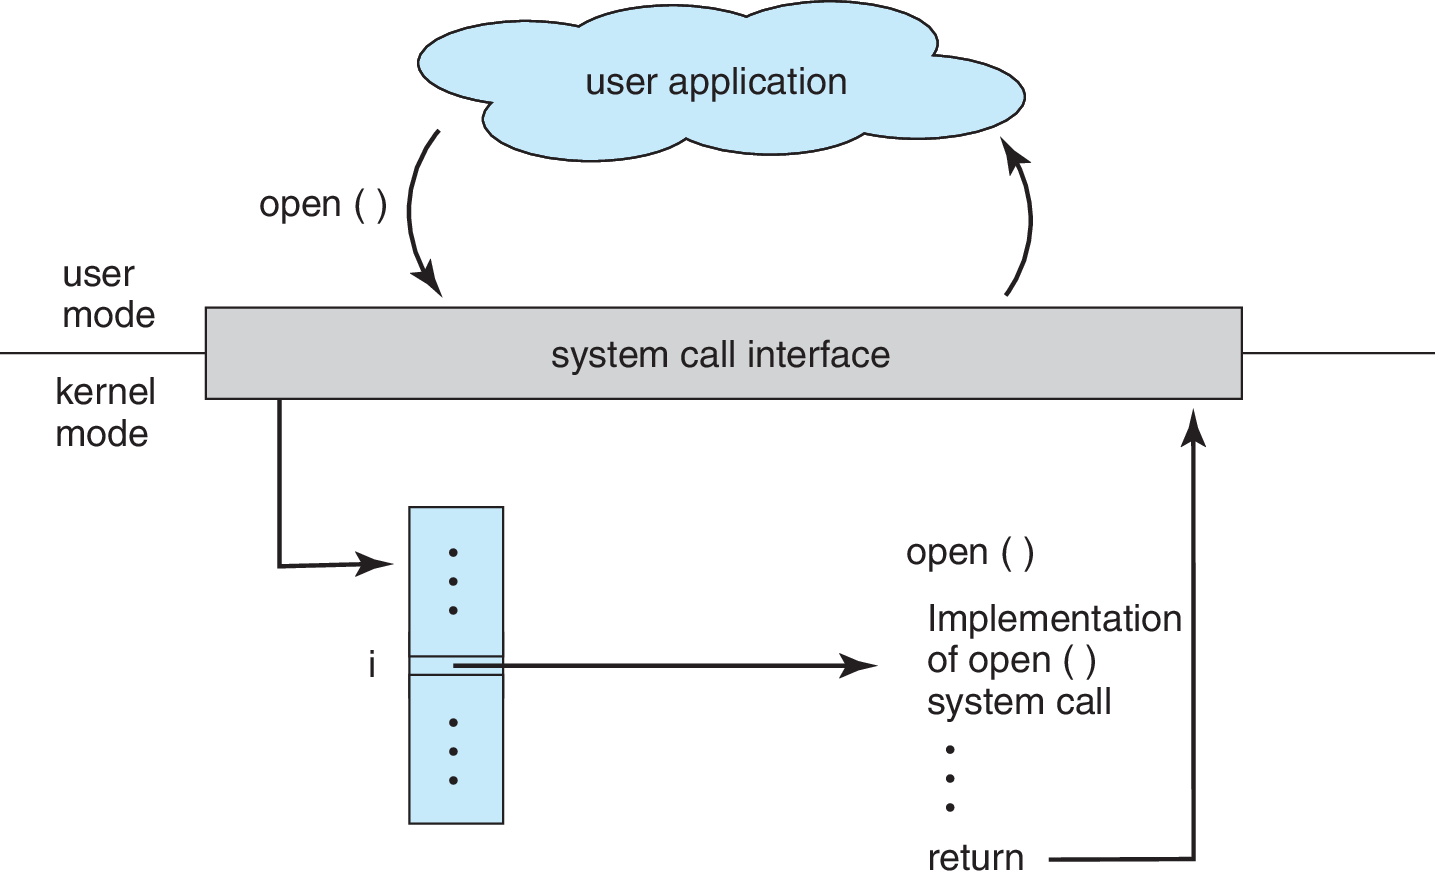 user application
open ( )
user
mode
system call interface
kernel
mode
open ( )
Implementation
of open ( )
system call
i
return